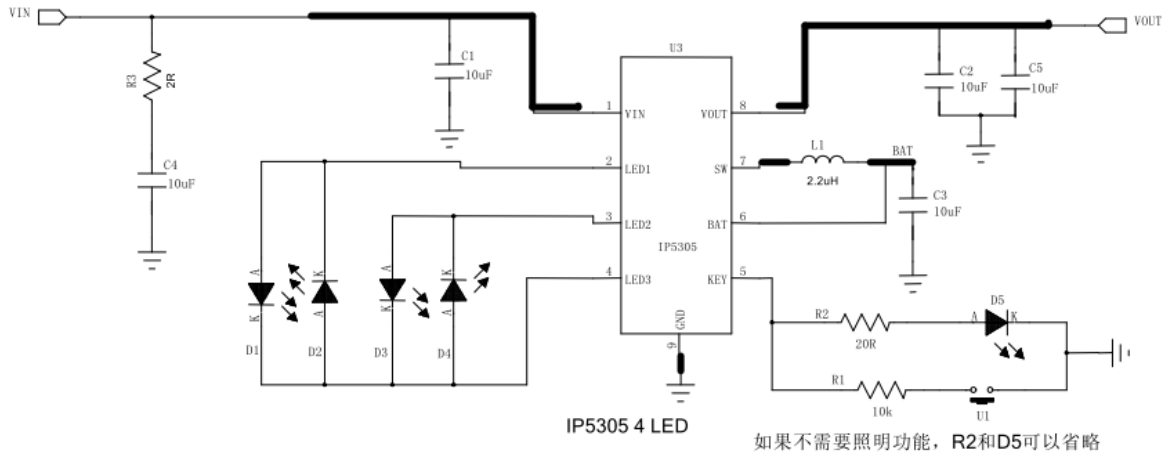 VIN
VOUT
R3
2R
C4
10uF
C1
10uF
U3
C2
10uF
C5
10uF
1
VIN
VOUT
8
2
LED1
SW
7
L1
2.2uH
BAT
3
LED2
BAT
6
C3
10uF
IP5305
4
LED3
KEY
5
GND
9
A
K
D1
K
A
D2
A
K
D3
K
A
D4
R2
20R
A
D5
K
R1
10k
U1
IP5305 4 LED
如果不需要照明功能，R2和D5可以省略